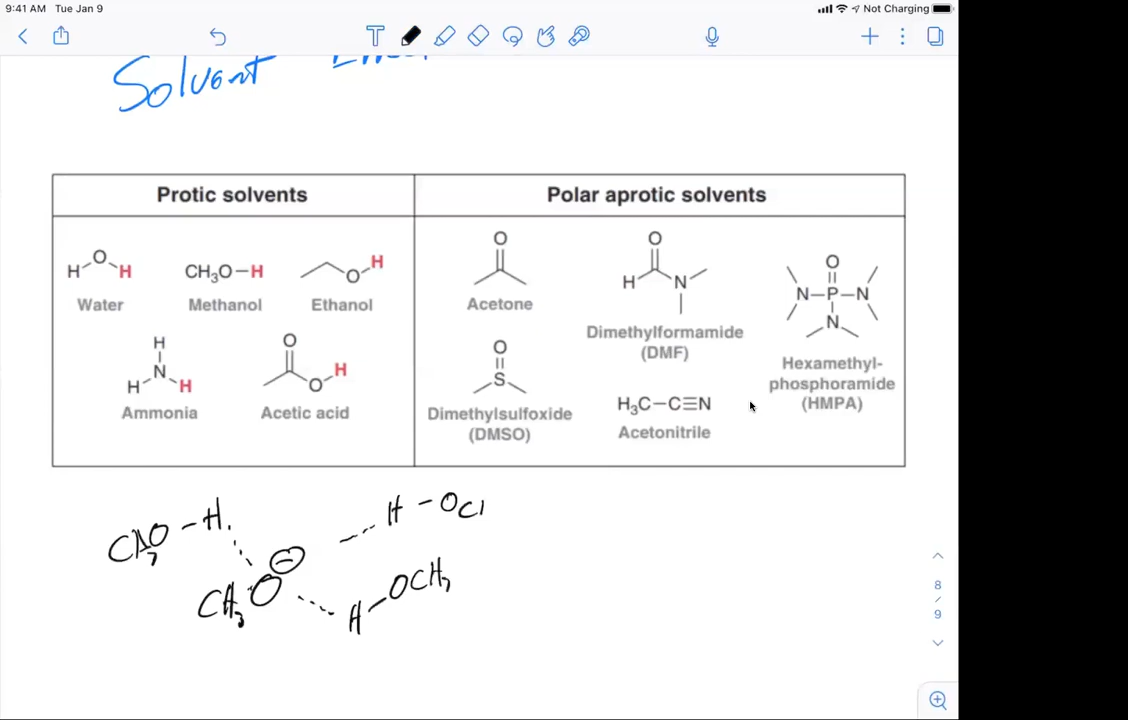 9:41 AM Tue Jan 9
Not Charging
Solvent
Protic solvents
Polar aprotic solvents
H O H
Water
CH₃O–H
Methanol
O H
Ethanol
H
H N H
Ammonia
O
O H
Acetic acid
O
Acetone
O
H N
Dimethylformamide
(DMF)
O
S
Dimethylsulfoxide
(DMSO)
H₃C–C≡N
Acetonitrile
O
N–P–N
N
Hexamethyl-
phosphoramide
(HMPA)
CH₃O – H
H – OCl
CH₃O ⊖
H – OCH₃
8
/
9